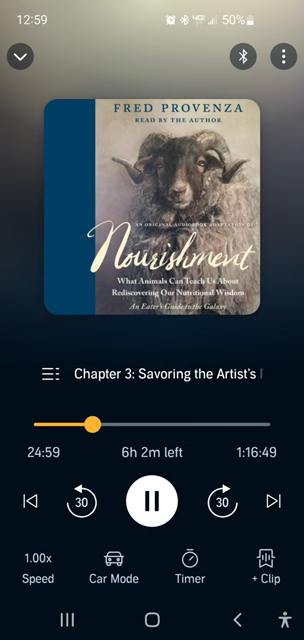 12:59
50%
FRED PROVENZA
READ BY THE AUTHOR
AN ORIGINAL AUDIOBOOK ADAPTATION OF
Nourishment
What Animals Can Teach Us About
Rediscovering Our Nutritional Wisdom
An Eater's Guide to the Galaxy
Chapter 3: Savoring the Artist's
24:59 6h 2m left 1:16:49
30 30
1.00x
Speed Car Mode Timer + Clip